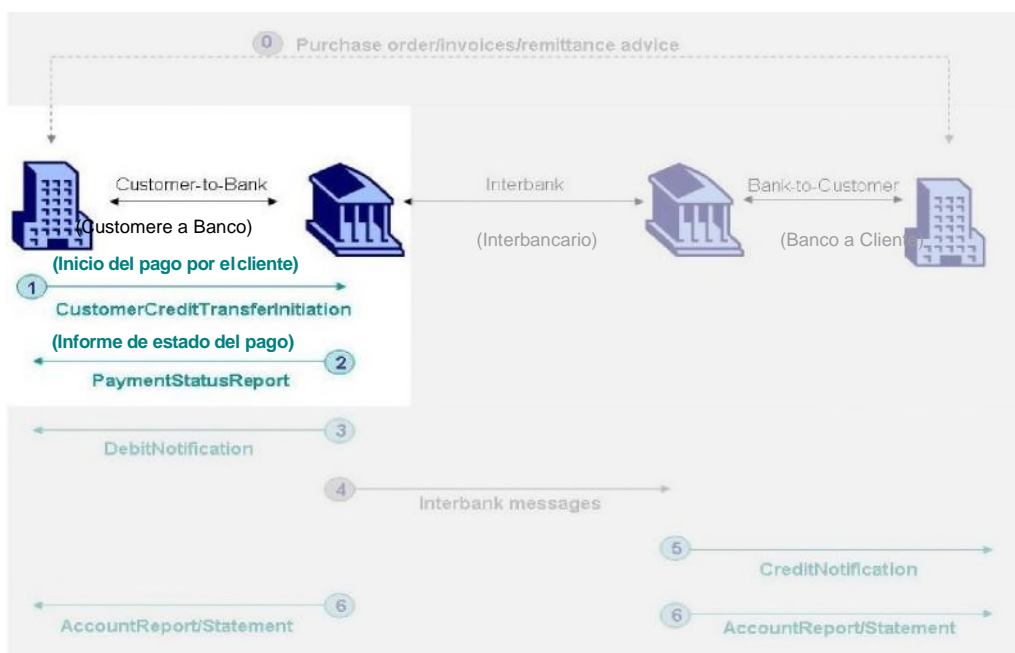 0 Purchase order/invoices/remittance advice
Customer-to-Bank
Interbank
Bank-to-Customer
(Customere a Banco)
(Interbancario)
(Banco a Cliente)
(Inicio del pago por el cliente)
1
CustomerCreditTransferInitiation
(Informe de estado del pago)
2
PaymentStatusReport
3
DebitNotification
4
Interbank messages
5
CreditNotification
6
6
AccountReport/Statement
AccountReport/Statement